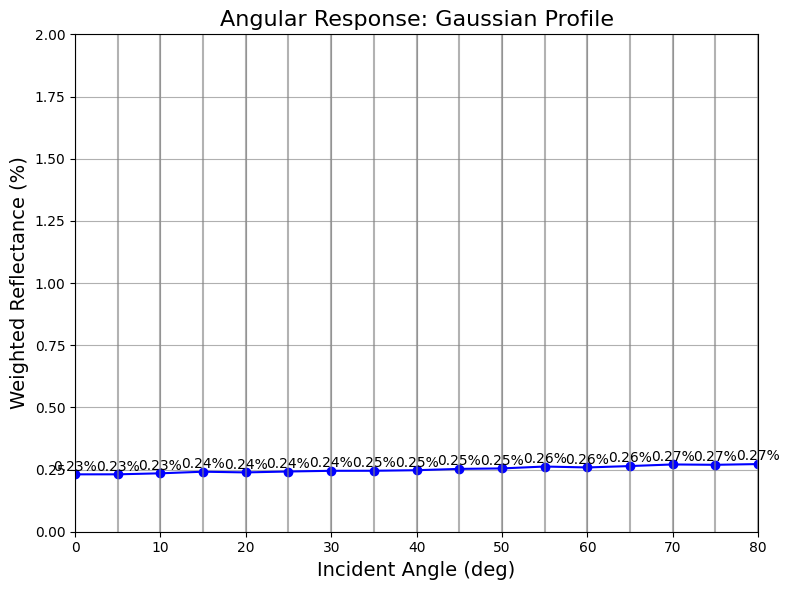 Angular Response: Gaussian Profile
Weighted Reflectance (%)
2.00
1.75
1.50
1.25
1.00
0.75
0.50
0.25
0.00
0.23% 0.23% 0.23% 0.24% 0.24% 0.24% 0.24% 0.25% 0.25% 0.25% 0.25% 0.26% 0.26% 0.26% 0.27% 0.27% 0.27%
0 10 20 30 40 50 60 70 80
Incident Angle (deg)